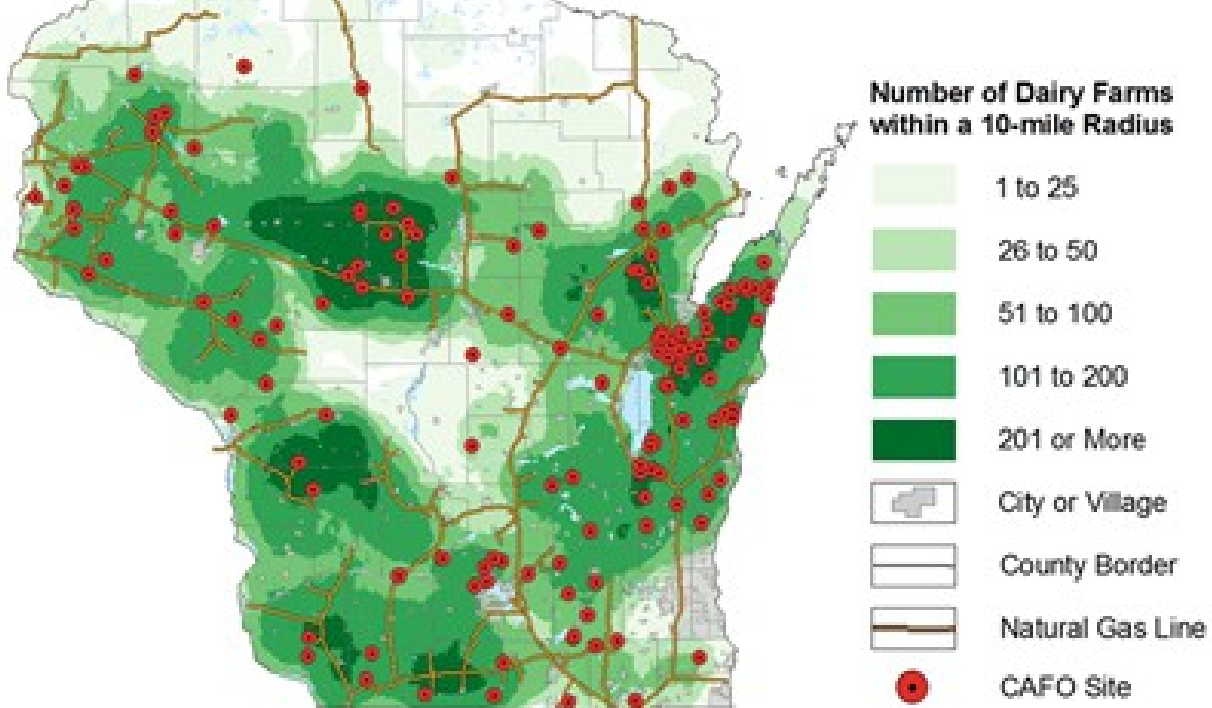 Number of Dairy Farms
within a 10-mile Radius
1 to 25
26 to 50
51 to 100
101 to 200
201 or More
City or Village
County Border
Natural Gas Line
CAFO Site